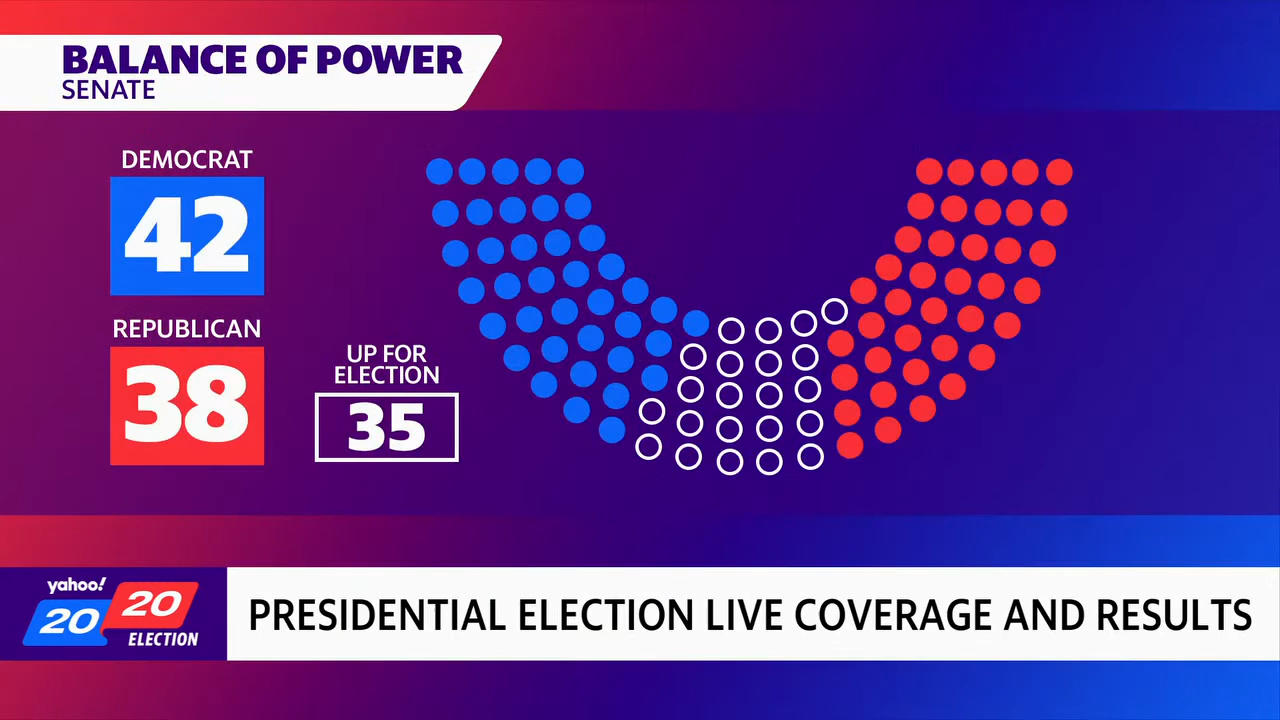 BALANCE OF POWER
SENATE
DEMOCRAT
42
REPUBLICAN
38
UP FOR
ELECTION
35
yahoo!
20 20
ELECTION
PRESIDENTIAL ELECTION LIVE COVERAGE AND RESULTS